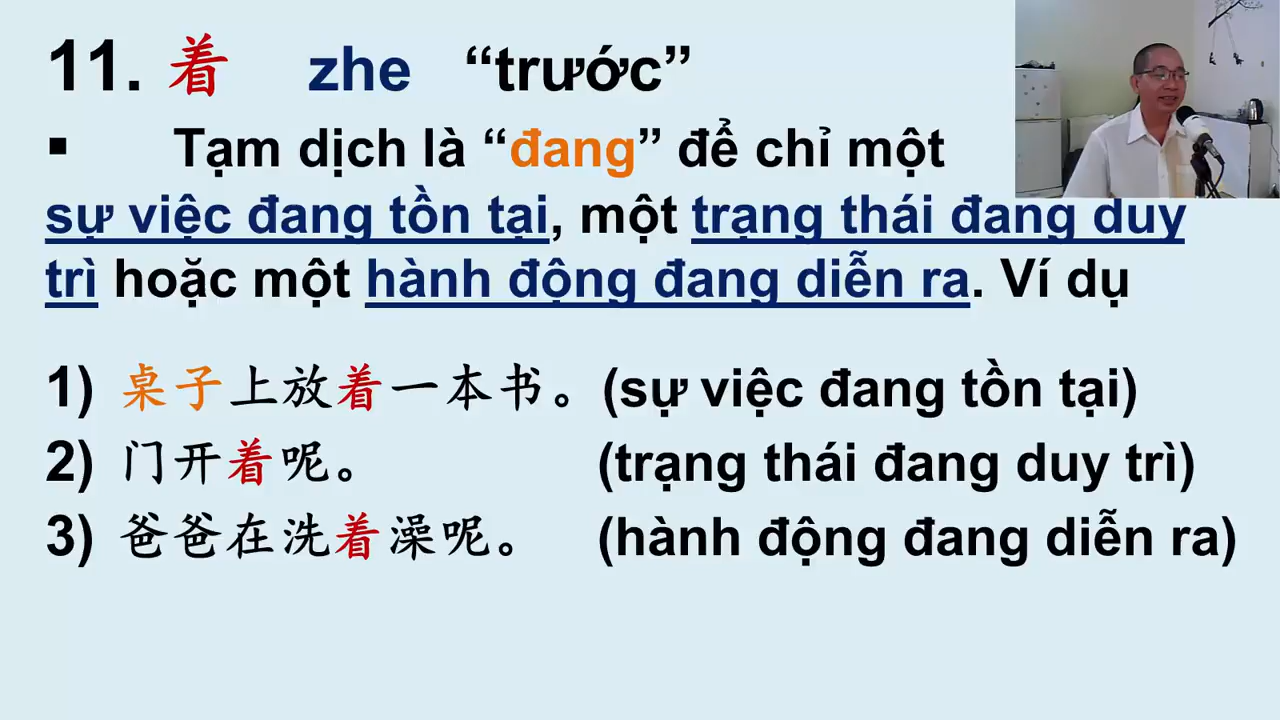 11. 着 zhe “trước”
▪ Tạm dịch là “đang” để chỉ một
sự việc đang tồn tại, một trạng thái đang duy
trì hoặc một hành động đang diễn ra. Ví dụ
1) 桌子上放着一本书。(sự việc đang tồn tại)
2) 门开着呢。 (trạng thái đang duy trì)
3) 爸爸在洗着澡呢。 (hành động đang diễn ra)